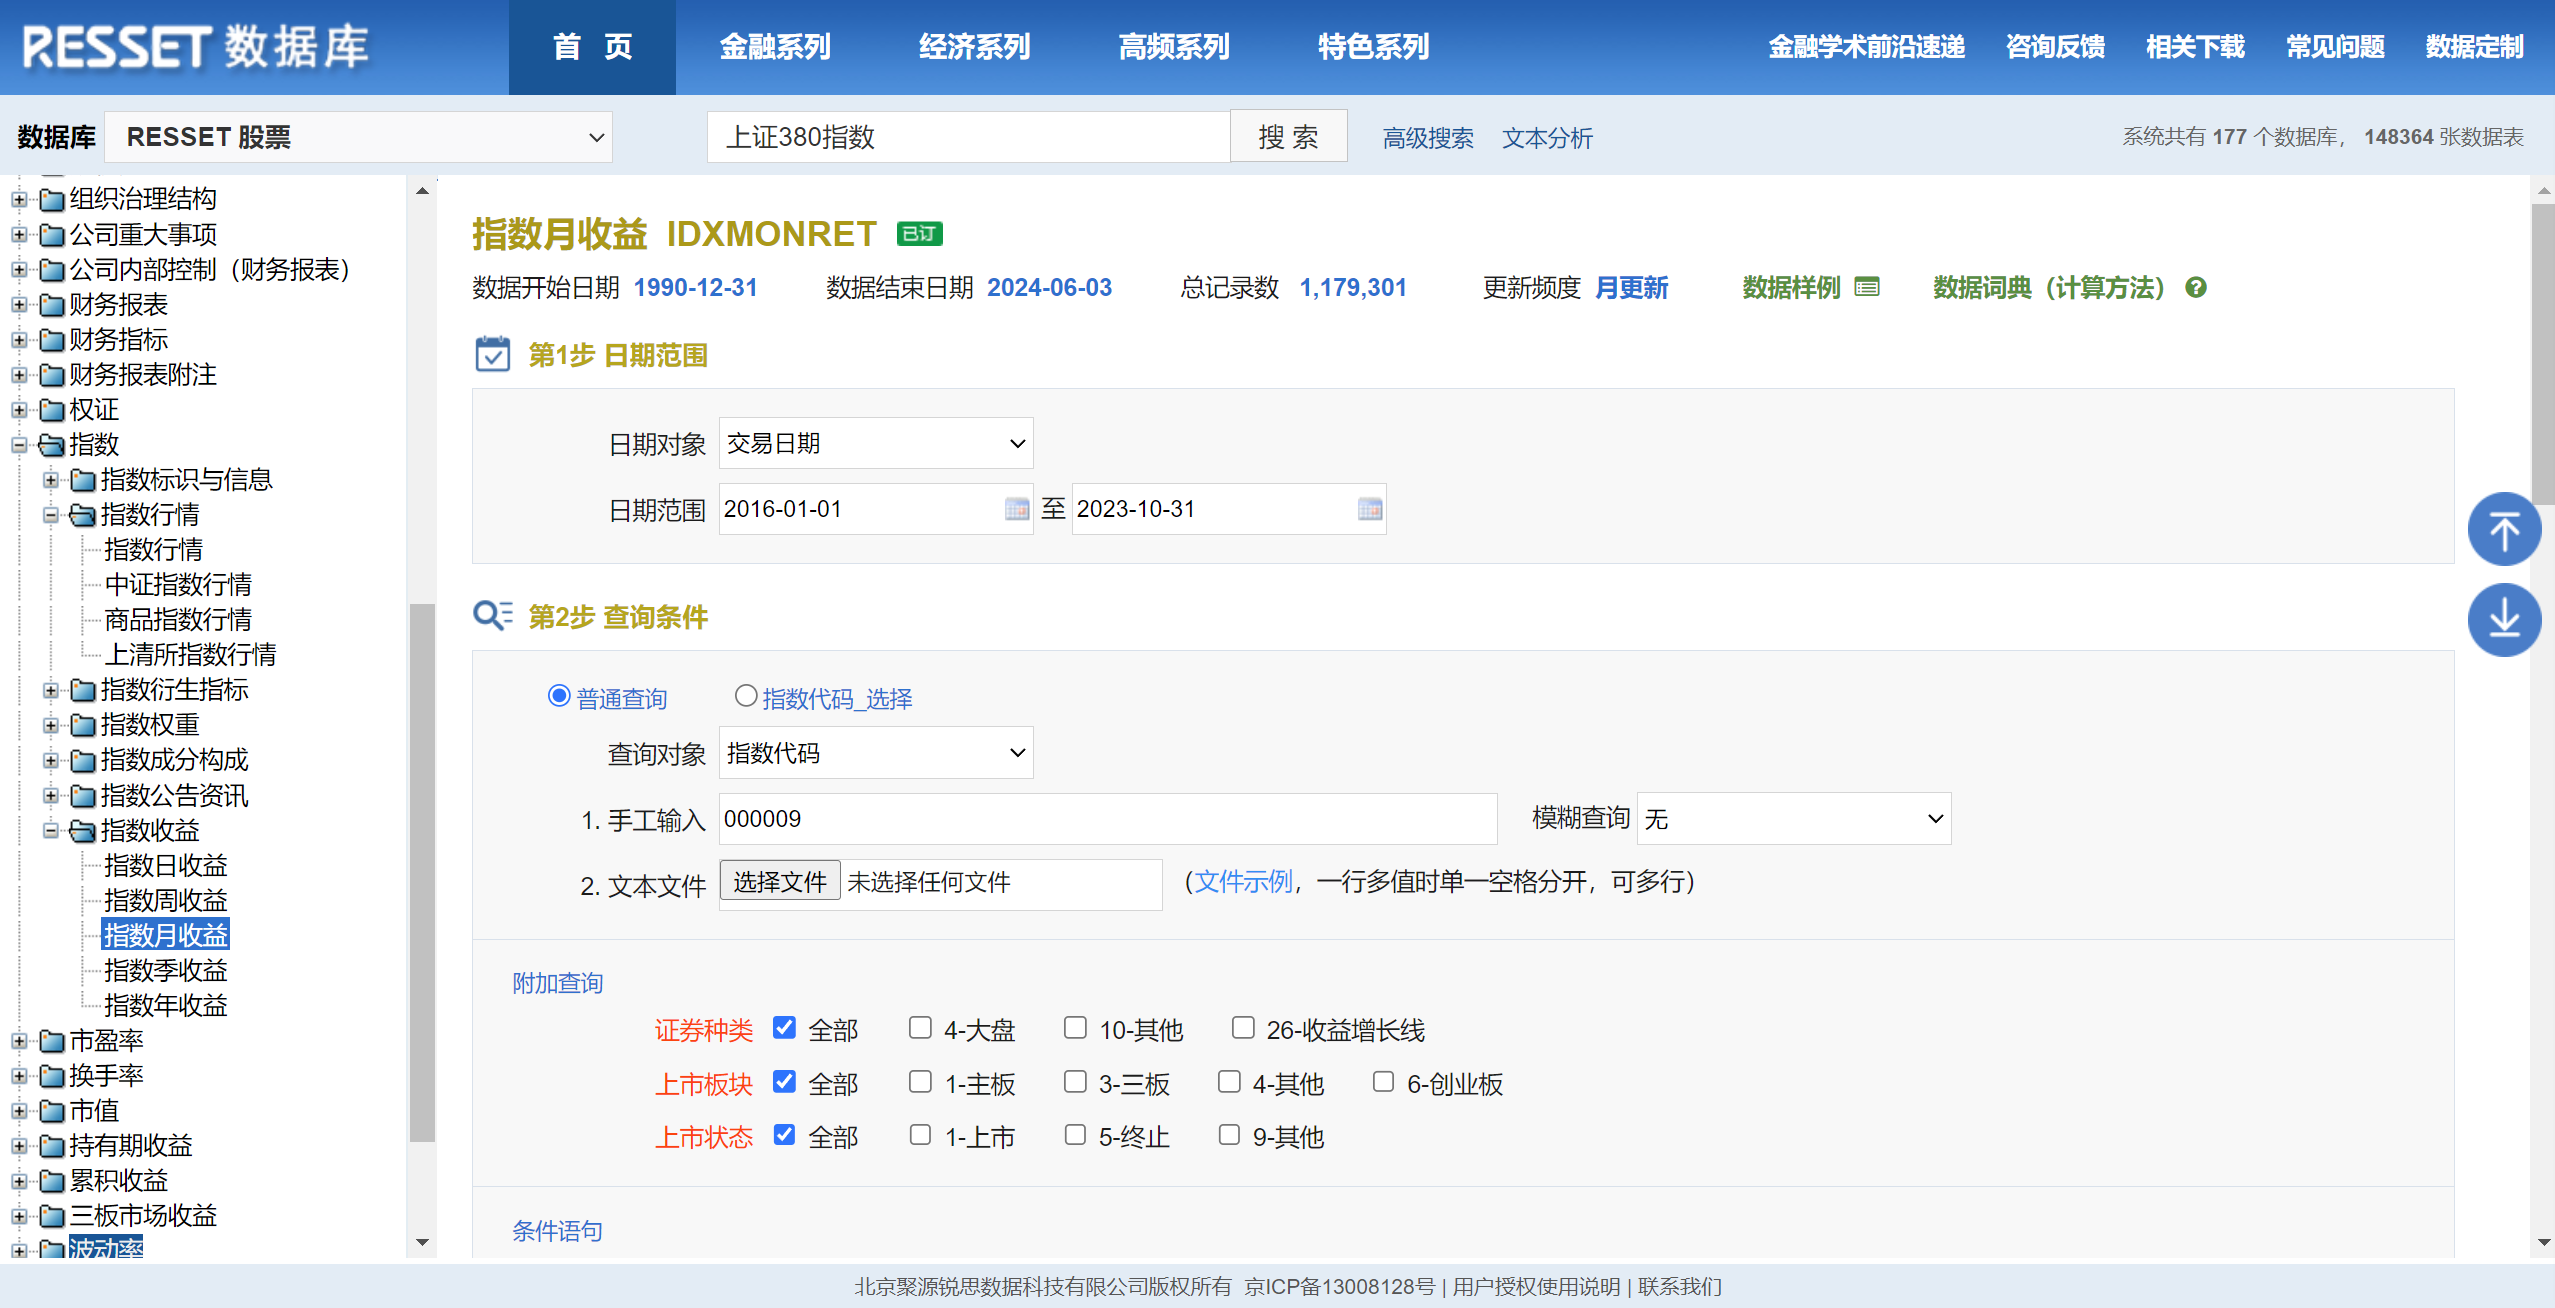 RESSET 数据库
首 页 金融系列 经济系列 高频系列 特色系列 金融学术前沿速递 咨询反馈 相关下载 常见问题 数据定制
数据库 RESSET 股票 上证380指数 搜 索 高级搜索 文本分析 系统共有 177 个数据库， 148364 张数据表
组织治理结构
公司重大事项
公司内部控制（财务报表）
财务报表
财务指标
财务报表附注
权证
指数
指数标识与信息
指数行情
指数行情
中证指数行情
商品指数行情
上清所指数行情
指数衍生指标
指数权重
指数成分构成
指数公告资讯
指数收益
指数日收益
指数周收益
指数月收益
指数季收益
指数年收益
市盈率
换手率
市值
持有期收益
累积收益
三板市场收益
波动率
指数月收益 IDXMONRET 已订
数据开始日期 1990-12-31 数据结束日期 2024-06-03 总记录数 1,179,301 更新频度 月更新 数据样例 数据词典（计算方法）
第1步 日期范围
日期对象 交易日期
日期范围 2016-01-01 至 2023-10-31
第2步 查询条件
普通查询 指数代码_选择
查询对象 指数代码
1. 手工输入 000009 模糊查询 无
2. 文本文件 选择文件 未选择任何文件 （文件示例，一行多值时单一空格分开，可多行）
附加查询
证券种类 全部 4-大盘 10-其他 26-收益增长线
上市板块 全部 1-主板 3-三板 4-其他 6-创业板
上市状态 全部 1-上市 5-终止 9-其他
条件语句
北京聚源锐思数据科技有限公司版权所有 京ICP备13008128号 | 用户授权使用说明 | 联系我们